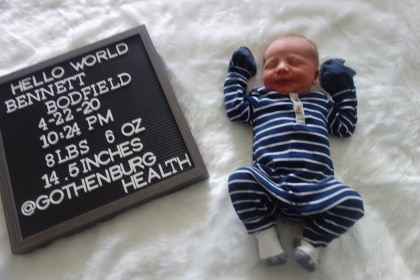 HELLO WORLD
BENNETT
BODFIELD
4-22-20
10:24 PM
8LBS 6 OZ
14.5 INCHES
@GOTHENBURG
HEALTH